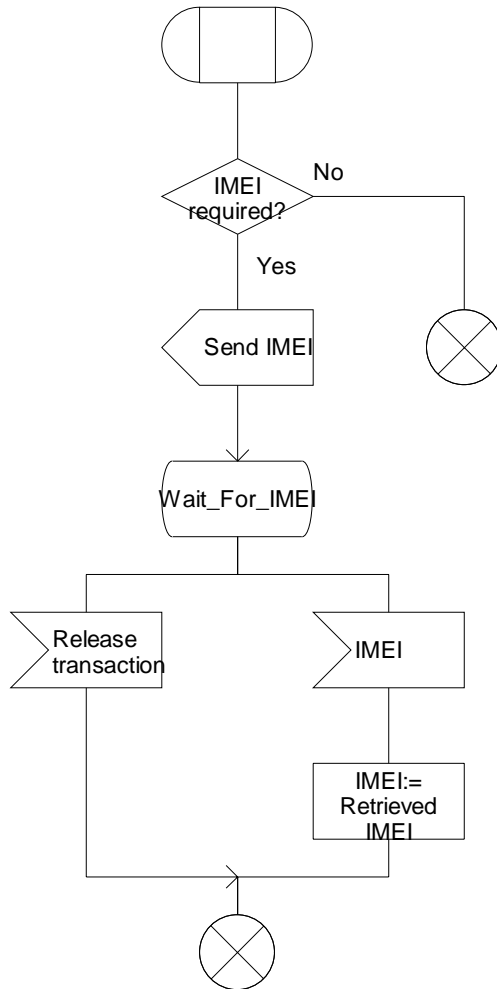 IMEI
required?
No
Yes
Send IMEI
Wait_For_IMEI
Release
transaction
IMEI
IMEI:=
Retrieved
IMEI